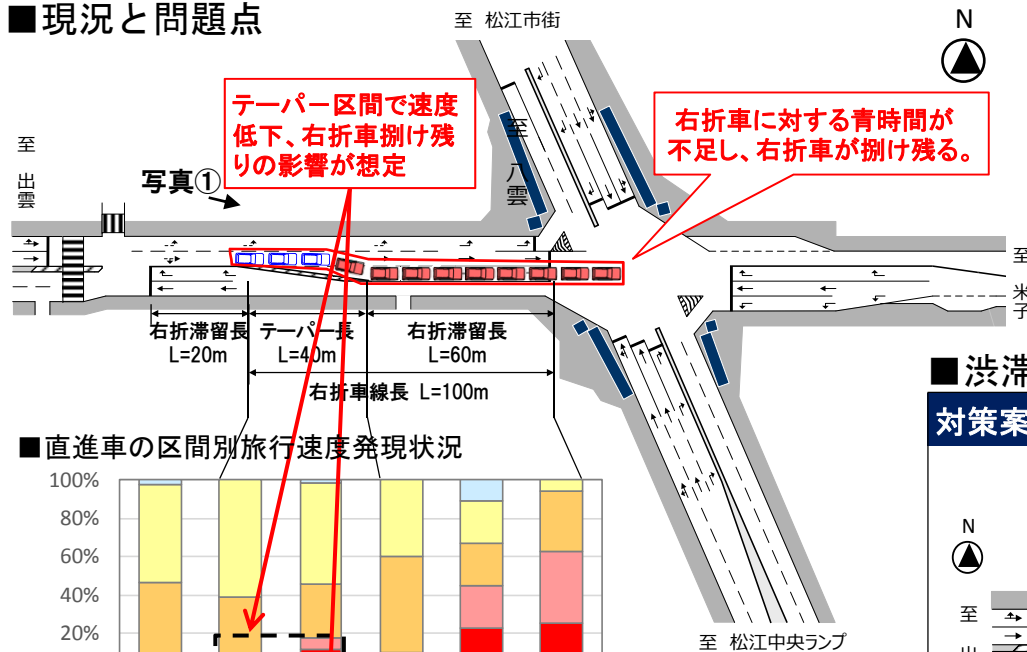 ■現況と問題点
至 松江市街
N
テーパー区間で速度
低下、右折車捌け残
りの影響が想定
右折車に対する青時間が
不足し、右折車が捌け残る。
至 出雲
写真①
至 八雲
至 米子
右折滞留長
L=20m
テーパー長
L=40m
右折滞留長
L=60m
右折車線長 L=100m
■渋滞
対策案
■直進車の区間別旅行速度発現状況
100%
80%
60%
40%
20%
N
至
至 松江中央ランプ